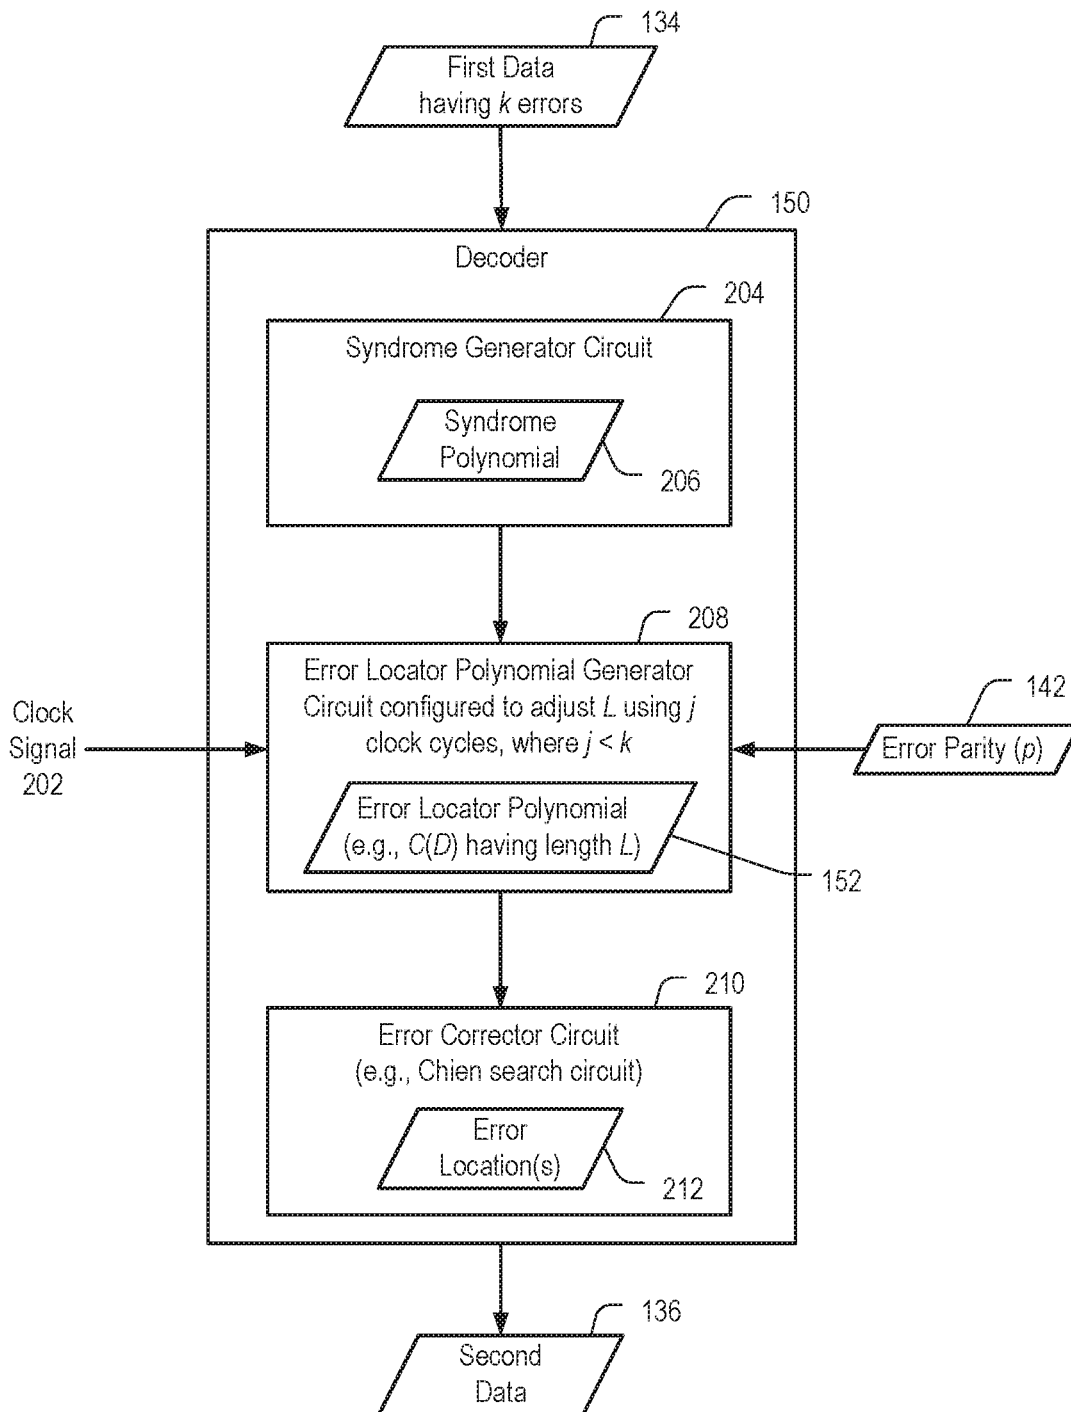 134
First Data
having k errors
150
Decoder
204
Syndrome Generator Circuit
Syndrome
Polynomial
206
208
Error Locator Polynomial Generator
Circuit configured to adjust L using j
clock cycles, where j < k
Clock
Signal
202
142
Error Parity (p)
Error Locator Polynomial
(e.g., C(D) having length L)
152
210
Error Corrector Circuit
(e.g., Chien search circuit)
Error
Location(s)
212
136
Second
Data